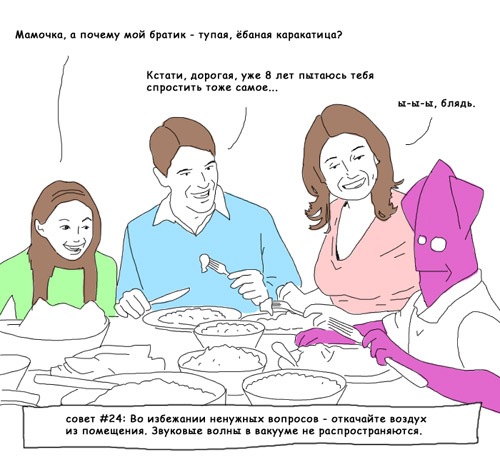 Мамочка, а почему мой братик - тупая, ёбаная каракатица?
Кстати, дорогая, уже 8 лет пытаюсь тебя
спростить тоже самое...
ы-ы-ы, блядь.
совет #24: Во избежании ненужных вопросов - откачайте воздух
из помещения. Звуковые волны в вакууме не распространяются.